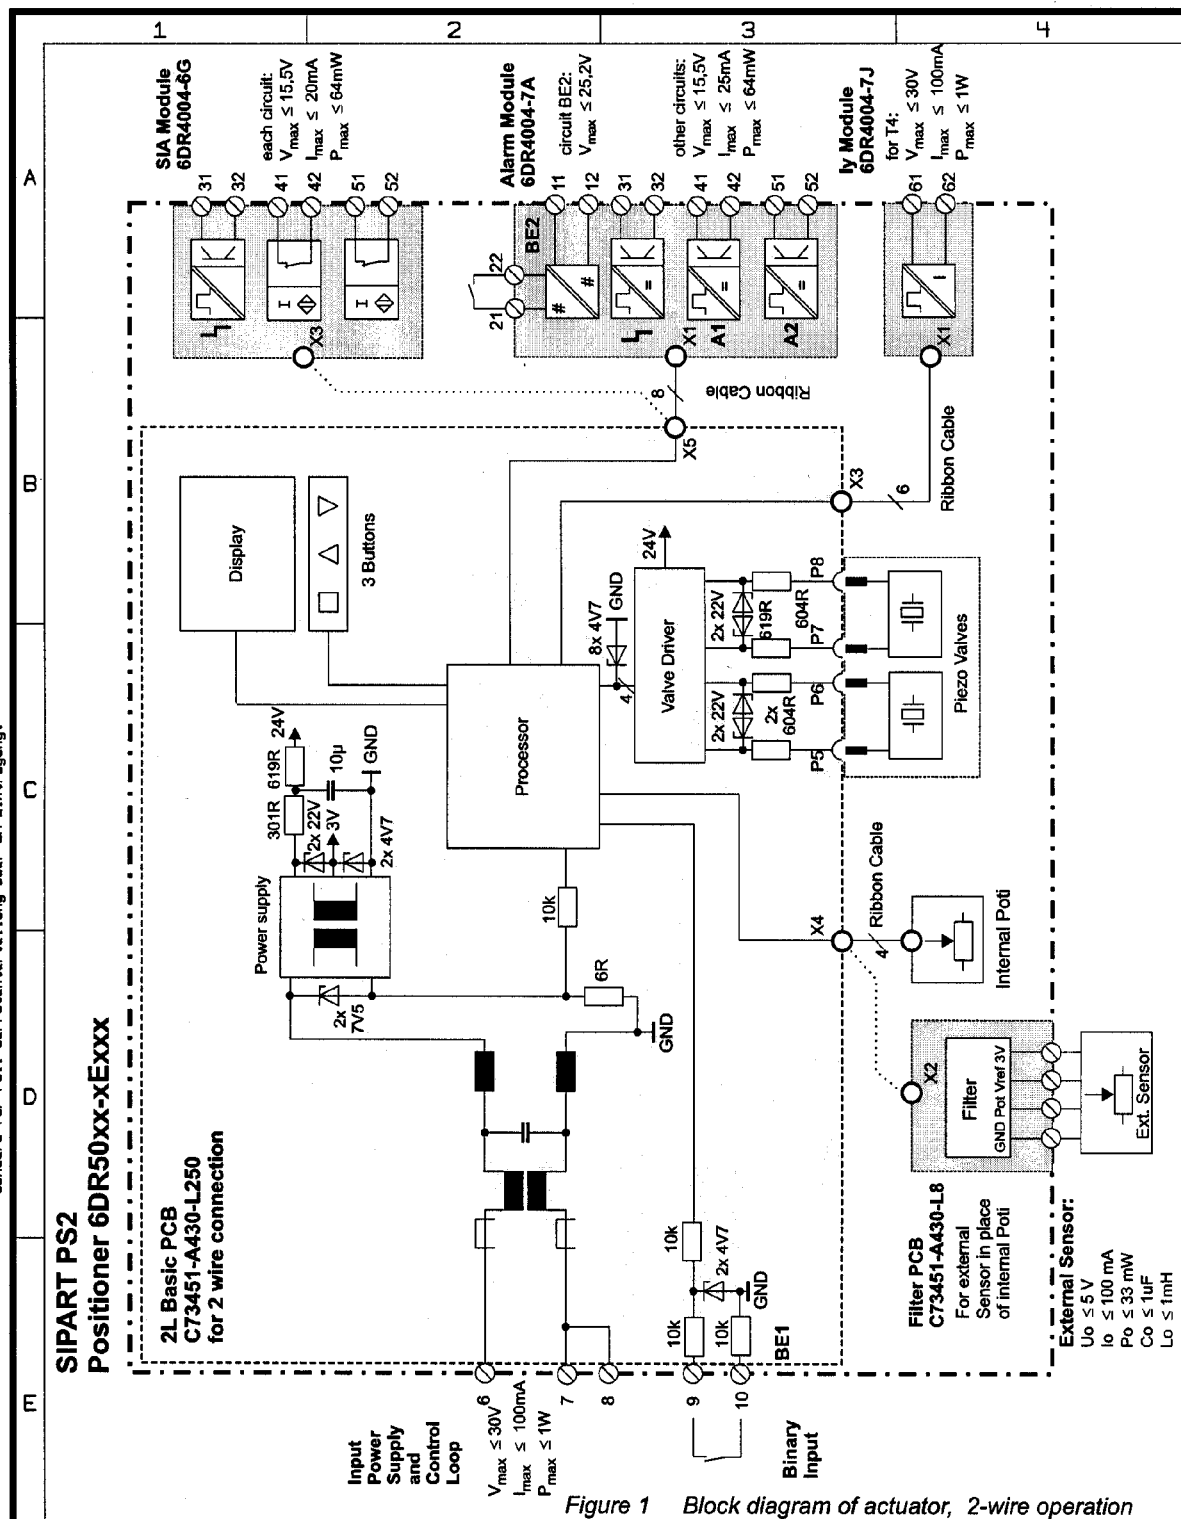 1
2
3
4
A
B
C
D
E
SIPART PS2
Positioner 6DR50xx-xExxx
2L Basic PCB
C73451-A430-L250
for 2 wire connection
SIA Module
6DR4004-6G
each circuit:
Vmax ≤ 15,5V
Imax ≤ 20mA
Pmax ≤ 64mW
31
32
41
42
51
52
I
I
X3
Alarm Module
6DR4004-7A
circuit BE2:
Vmax ≤ 25,2V
other circuits:
Vmax ≤ 15,5V
Imax ≤ 25mA
Pmax ≤ 64mW
11
12
31
32
41
42
51
52
BE2
22
21
#
#
=
=
=
A1
A2
X1
8
Ribbon Cable
X5
Iy Module
6DR4004-7J
for T4:
Vmax ≤ 30V
Imax ≤ 100mA
Pmax ≤ 1W
61
62
X1
Ribbon Cable
6
X3
Display
3 Buttons
Processor
Valve Driver
24V
8x 4V7
GND
4
2x 22V
2x 22V
619R
604R
2x
604R
P5
P6
P7
P8
Piezo Valves
Power supply
301R
619R
24V
2x 22V
10µ
3V
GND
2x 4V7
2x
7V5
10k
6R
GND
X4
4
Ribbon Cable
Internal Poti
X2
Filter
GND Pot Vref 3V
Ext. Sensor
Filter PCB
C73451-A430-L8
For external
Sensor in place
of internal Poti
External Sensor:
Uo ≤ 5 V
Io ≤ 100 mA
Po ≤ 33 mW
Co ≤ 1uF
Lo ≤ 1mH
10k
10k
10k
2x 4V7
GND
BE1
6
7
8
9
10
Input
Power
Supply
and
Control
Loop
Vmax ≤ 30V
Imax ≤ 100mA
Pmax ≤ 1W
Binary
Input
Figure 1 Block diagram of actuator, 2-wire operation